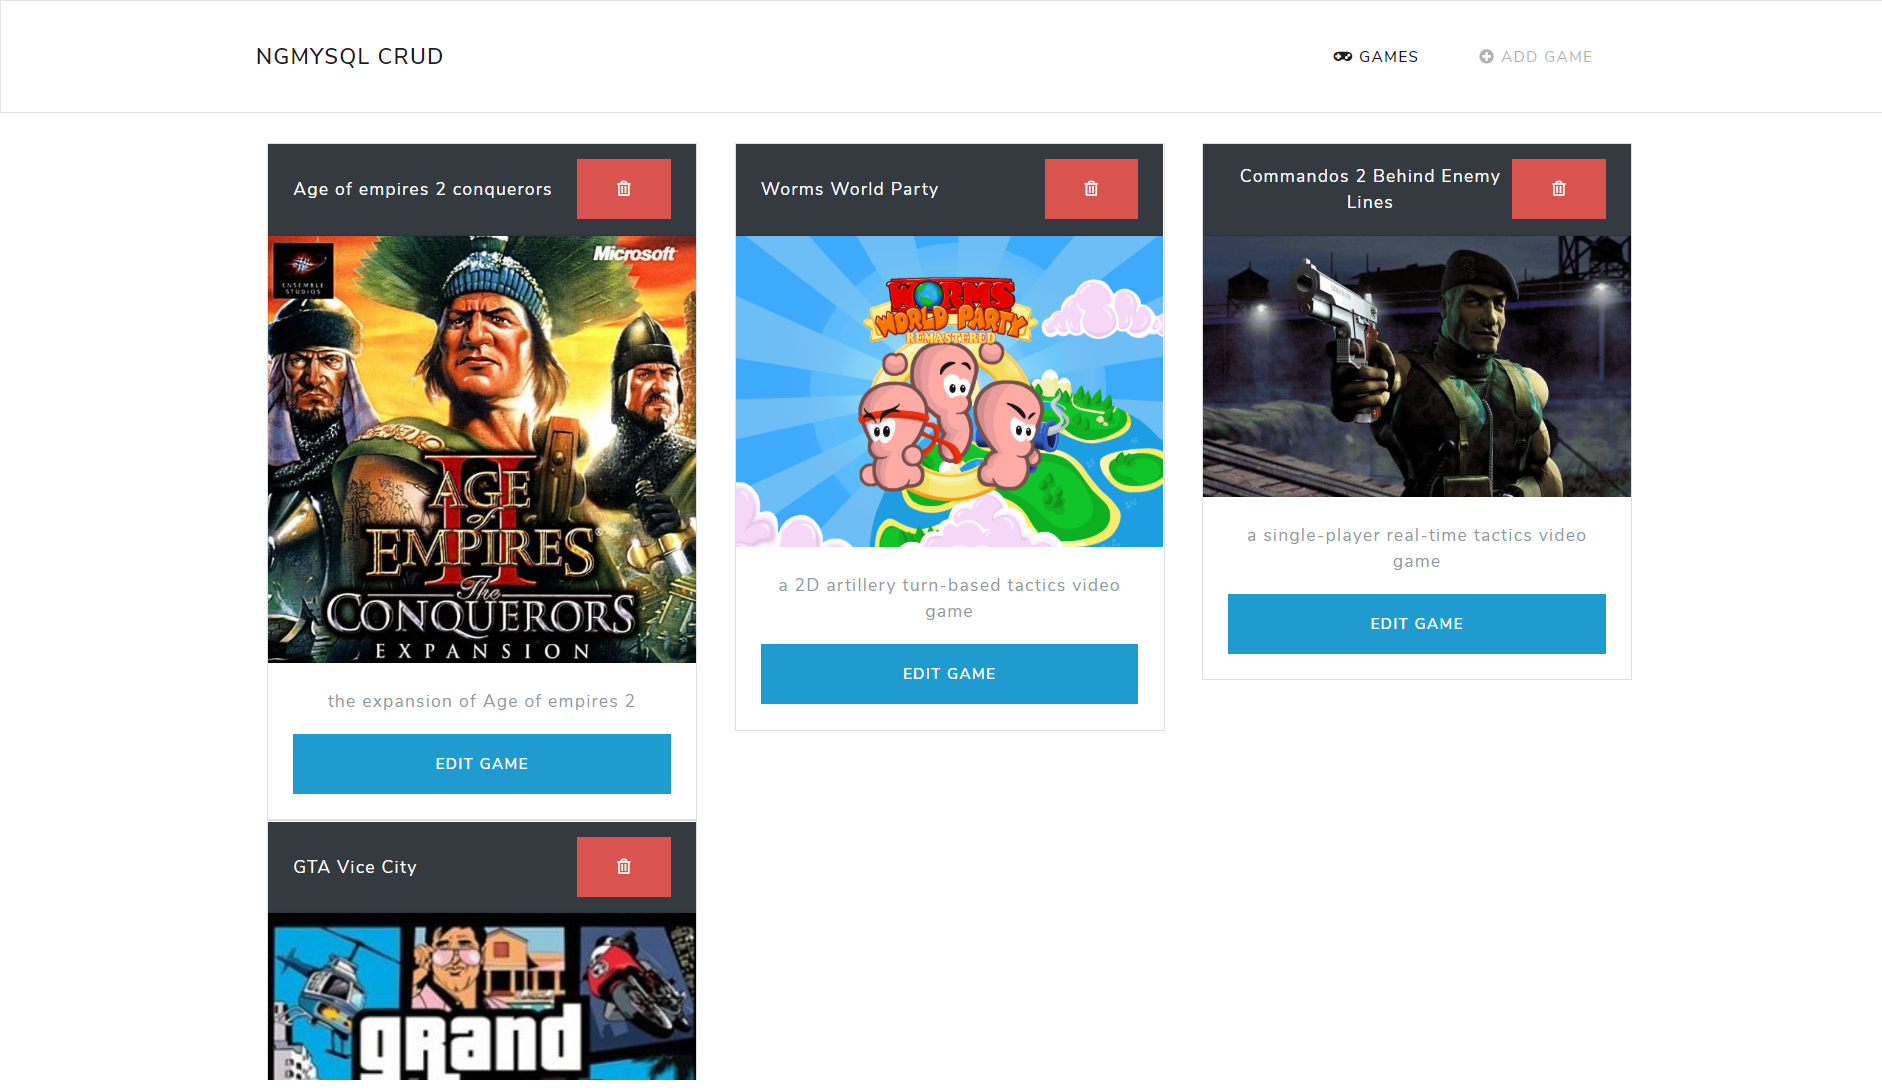 NGMYSQL CRUD
GAMES
ADD GAME
Age of empires 2 conquerors
ENSEMBLE
STUDIOS
Microsoft
AGE
of
II
EMPIRES
The
CONQUERORS
EXPANSION
the expansion of Age of empires 2
EDIT GAME
Worms World Party
WORMS
WORLD PARTY
REMASTERED
a 2D artillery turn-based tactics video
game
EDIT GAME
Commandos 2 Behind Enemy
Lines
a single-player real-time tactics video
game
EDIT GAME
GTA Vice City
grand